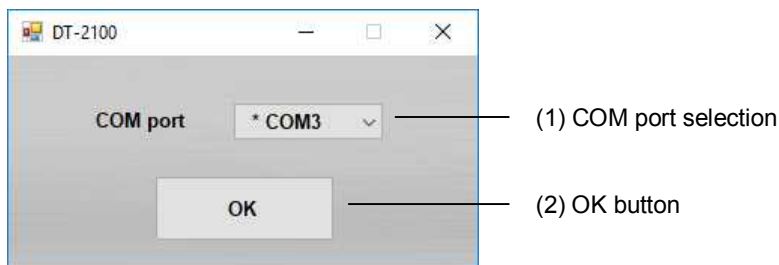 DT-2100
COM port * COM3 (1) COM port selection
OK (2) OK button